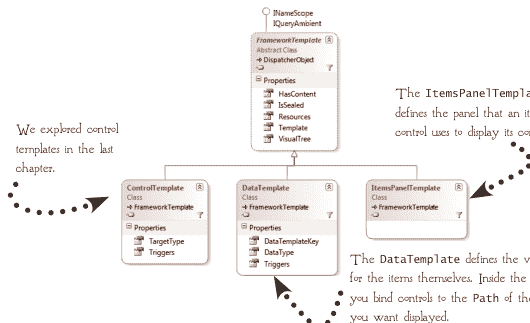 INameScope
IQueryAmbient
FrameworkTemplate
Abstract Class
DispatcherObject
Properties
HasContent
IsSealed
Resources
Template
VisualTree
The ItemsPanelTempla
defines the panel that an it
control uses to display its co
We explored control
templates in the last
chapter.
ControlTemplate
Class
FrameworkTemplate
Properties
TargetType
Triggers
DataTemplate
Class
FrameworkTemplate
Properties
DataTemplateKey
DataType
Triggers
ItemsPanelTemplate
Class
FrameworkTemplate
The DataTemplate defines the v
for the items themselves. Inside the
you bind controls to the Path of the
you want displayed.